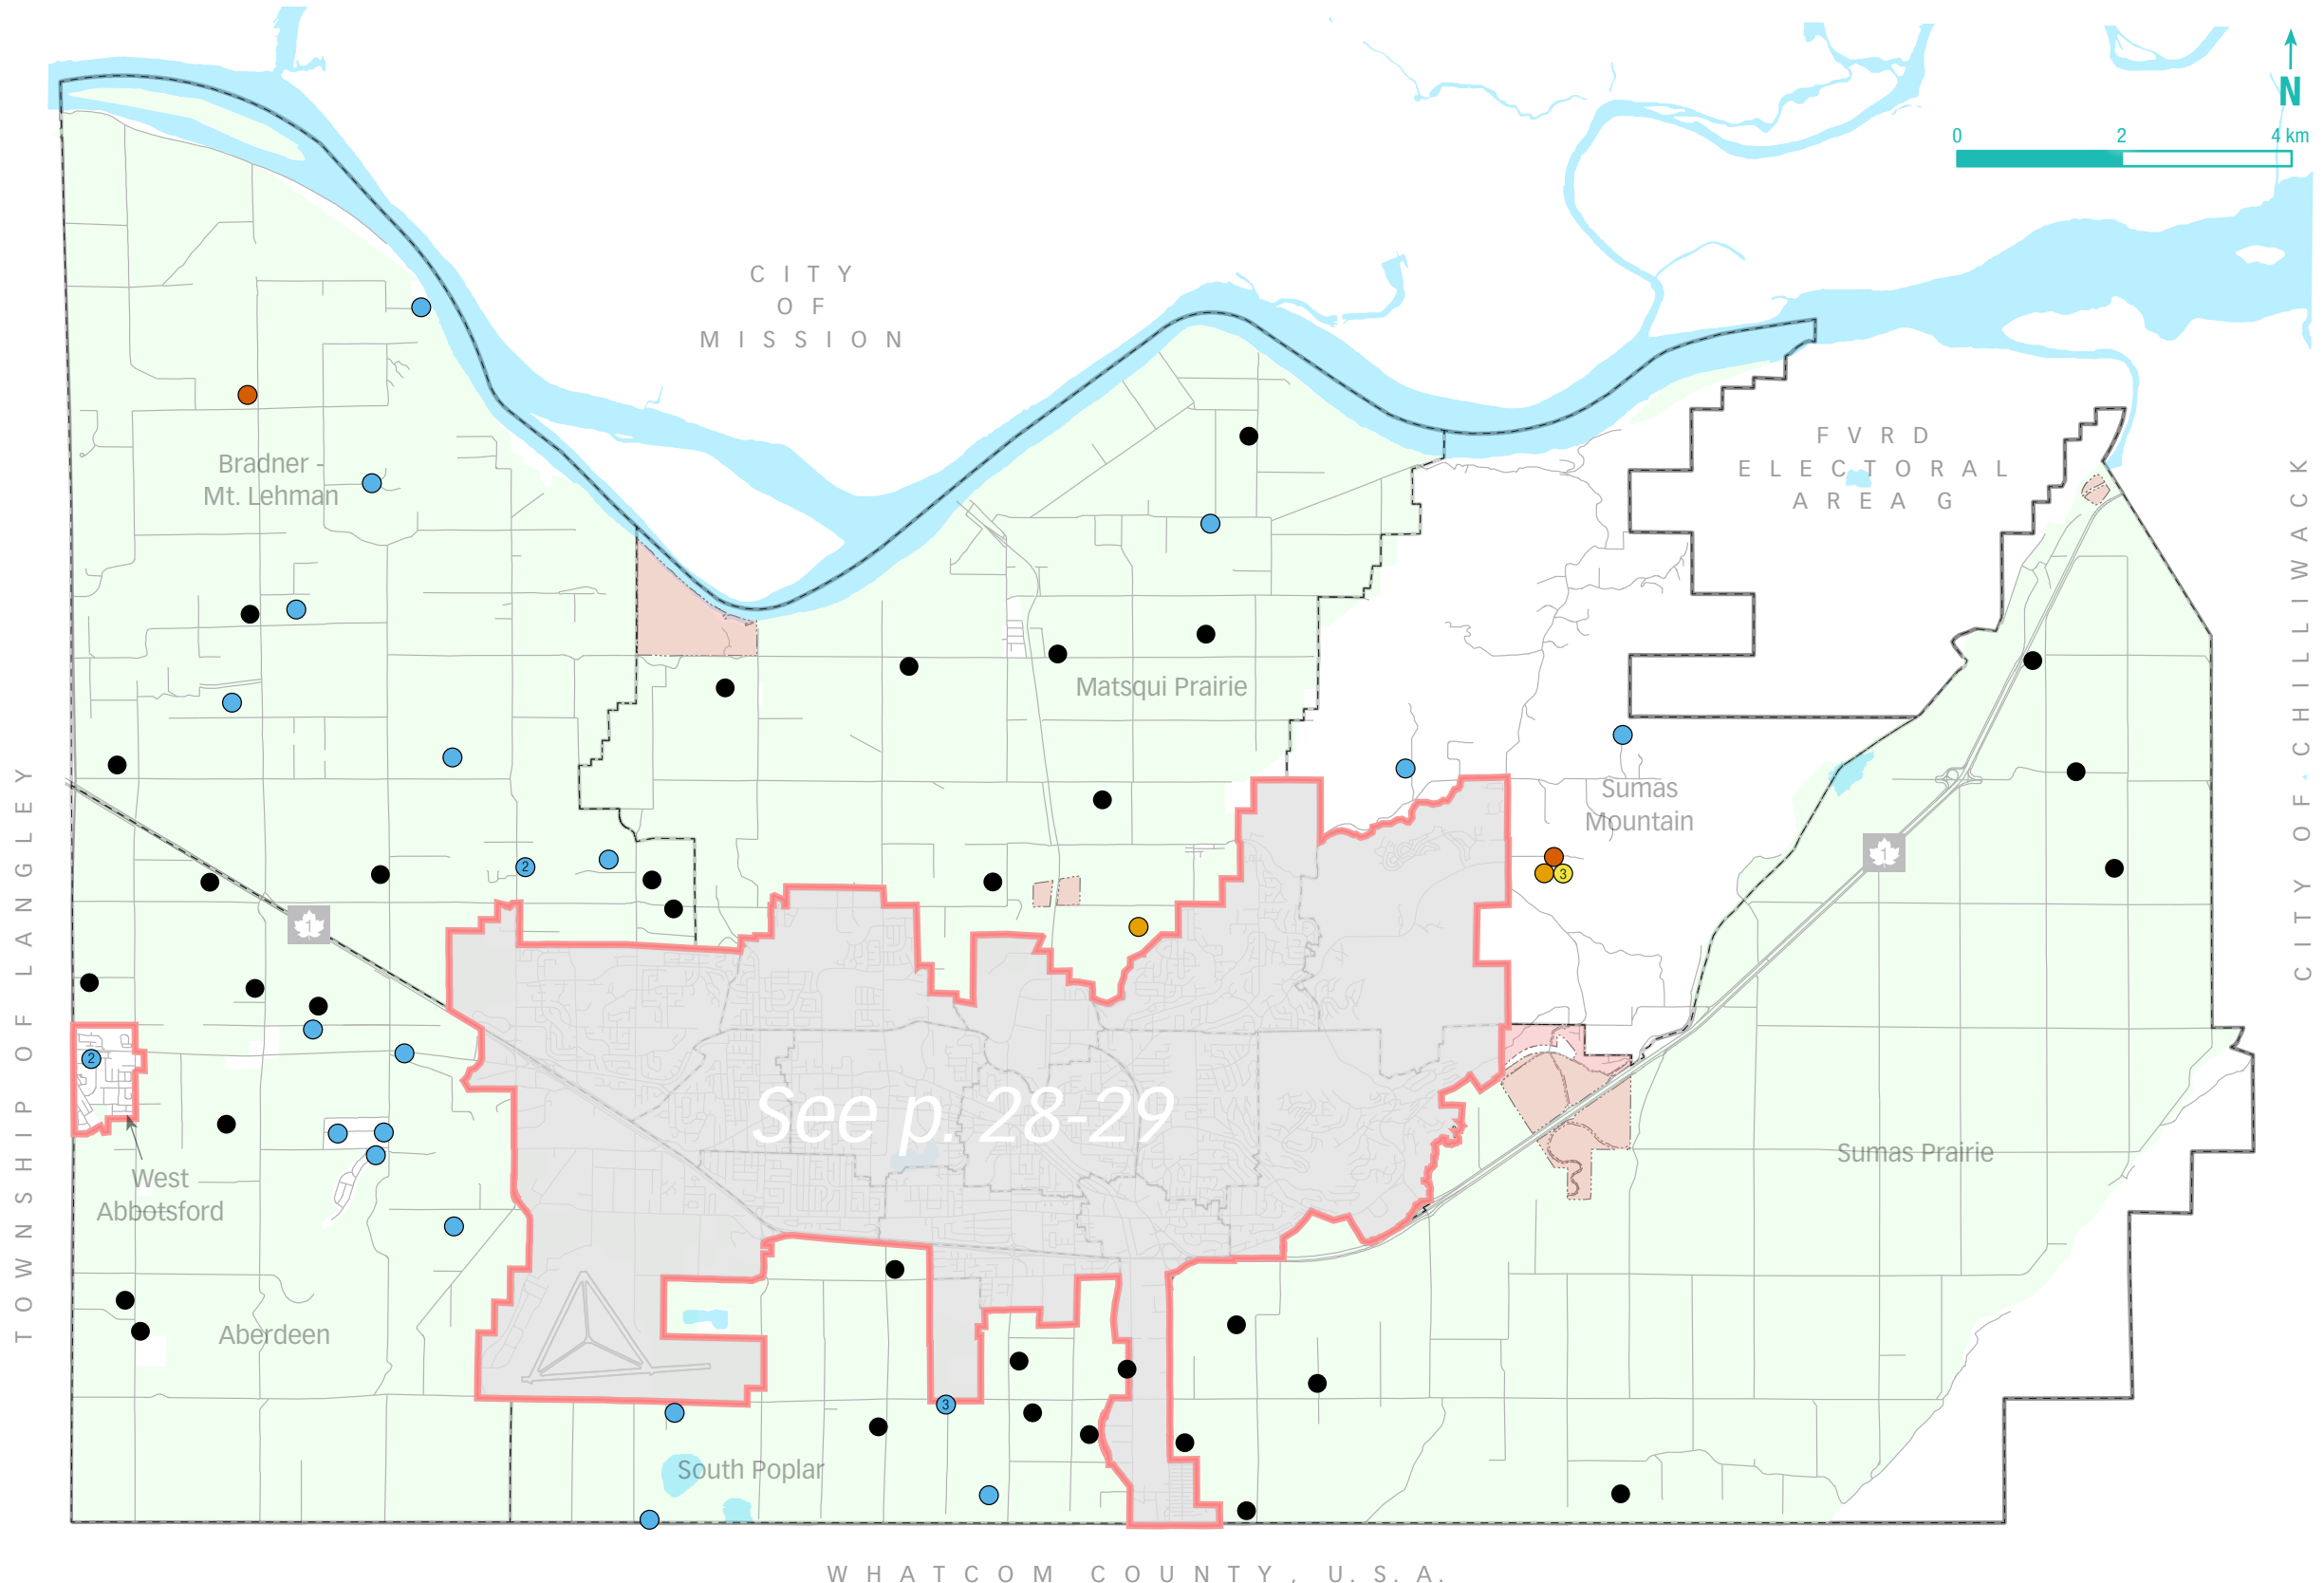 N
0 2 4 km
CITY
OF
MISSION
FVRD
ELECTORAL
AREA G
Bradner -
Mt. Lehman
Matsqui Prairie
CITY OF CHILLIWACK
TOWNSHIP OF LANGLEY
Sumas
Mountain
1
2
3
1
2
See p. 28-29
West
Abbotsford
Sumas Prairie
Aberdeen
3
South Poplar
WHATCOM COUNTY, U.S.A.